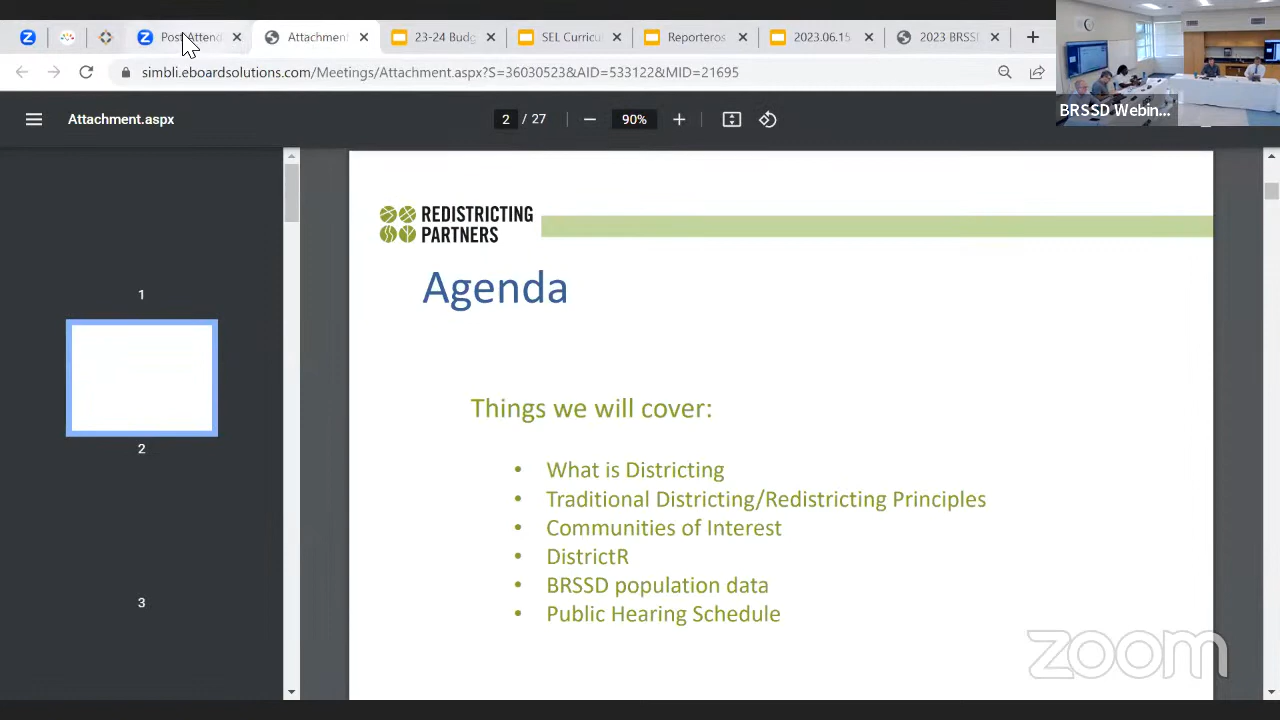 Post Attend
Attachment
23-24 Budg
SEL Curricu
Reporteros
2023.06.15
2023 BRSS
simbli.eboardsolutions.com/Meetings/Attachment.aspx?S=36030523&AID=533122&MID=21695
BRSSD Webin...
Attachment.aspx
2 / 27
90%
REDISTRICTING
PARTNERS
Agenda
1
2
3
Things we will cover:
• What is Districting
• Traditional Districting/Redistricting Principles
• Communities of Interest
• DistrictR
• BRSSD population data
• Public Hearing Schedule
zoom